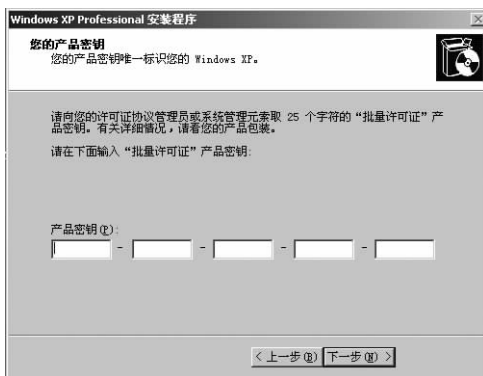 Windows XP Professional 安装程序
您的产品密钥
您的产品密钥唯一标识您的 Windows XP。
请向您的许可证协议管理员或系统管理元索取 25 个字符的“批量许可证”产
品密钥。有关详细情况，请看您的产品包装。
请在下面输入“批量许可证”产品密钥:
产品密钥(P):
- - - -
< 上一步(B) 下一步(N) >